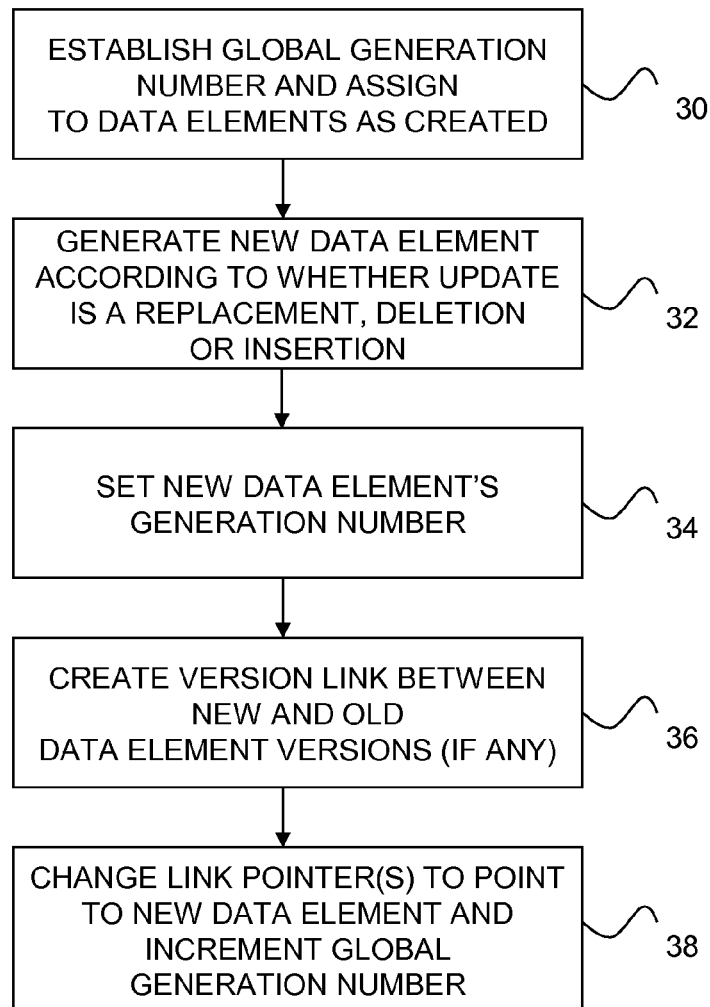 ESTABLISH GLOBAL GENERATION
NUMBER AND ASSIGN
TO DATA ELEMENTS AS CREATED
30
GENERATE NEW DATA ELEMENT
ACCORDING TO WHETHER UPDATE
IS A REPLACEMENT, DELETION
OR INSERTION
32
SET NEW DATA ELEMENT'S
GENERATION NUMBER
34
CREATE VERSION LINK BETWEEN
NEW AND OLD
DATA ELEMENT VERSIONS (IF ANY)
36
CHANGE LINK POINTER(S) TO POINT
TO NEW DATA ELEMENT AND
INCREMENT GLOBAL
GENERATION NUMBER
38